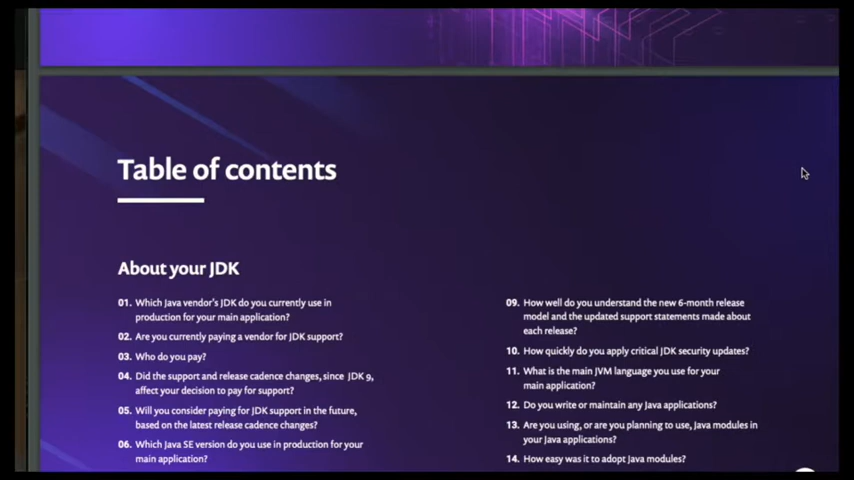 Table of contents
About your JDK
01. Which Java vendor's JDK do you currently use in
production for your main application?
02. Are you currently paying a vendor for JDK support?
03. Who do you pay?
04. Did the support and release cadence changes, since JDK 9,
affect your decision to pay for support?
05. Will you consider paying for JDK support in the future,
based on the latest release cadence changes?
06. Which Java SE version do you use in production for your
main application?
09. How well do you understand the new 6-month release
model and the updated support statements made about
each release?
10. How quickly do you apply critical JDK security updates?
11. What is the main JVM language you use for your
main application?
12. Do you write or maintain any Java applications?
13. Are you using, or are you planning to use, Java modules in
your Java applications?
14. How easy was it to adopt Java modules?